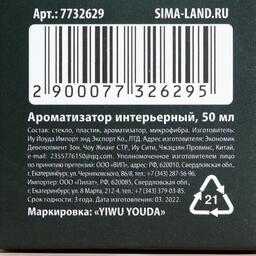 Арт.: 7732629
SIMA-LAND.RU
2 900077 326295
Ароматизатор интерьерный, 50 мл
Состав: стекло, пластик, ароматизатор, микрофибра. Изготовитель:
Иу Йоуда Импорт энд Экспорт Ко., ЛТД. Адрес изготовителя: Экономик
Девелопмент Зон, Чоу Жианг СТР., Иу Сити, Чжэцзян Провинс, Китай,
e-mail: 2355776150@qq.com. Уполномоченное изготовителем лицо
по принятию претензий: ООО «ВИП», адрес: РФ, 620010, Свердловская обл.,
г. Екатеринбург, ул. Черняховского, 86/8, тел.: +7 (343) 287-56-96.
Импортер: ООО «Пилат», РФ, 620085, Свердловская обл.,
г. Екатеринбург, ул. 8 Марта, 212-4, тел.: +7 (343) 379-03-85.
Срок годности: 3 года. Дата изготовления: 03. 2022.
Маркировка: «YIWU YOUDA»
21